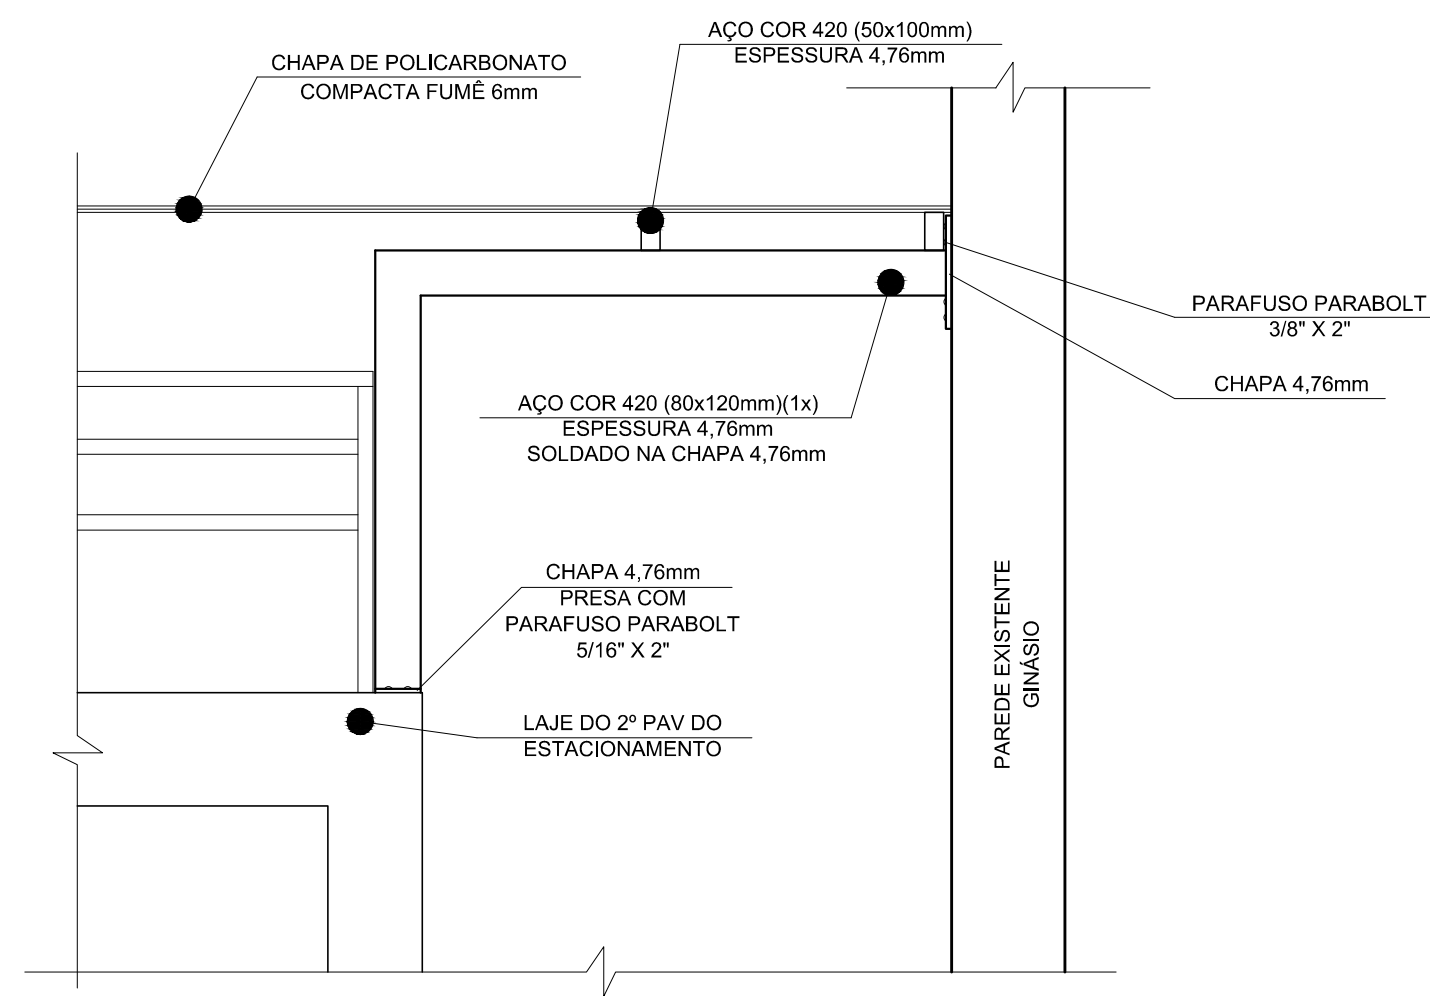 AÇO COR 420 (50x100mm)
ESPESSURA 4,76mm
CHAPA DE POLICARBONATO
COMPACTA FUMÊ 6mm
PARAFUSO PARABOLT
3/8" X 2"
CHAPA 4,76mm
AÇO COR 420 (80x120mm)(1x)
ESPESSURA 4,76mm
SOLDADO NA CHAPA 4,76mm
CHAPA 4,76mm
PRESA COM
PARAFUSO PARABOLT
5/16" X 2"
PAREDE EXISTENTE
GINÁSIO
LAJE DO 2º PAV DO
ESTACIONAMENTO